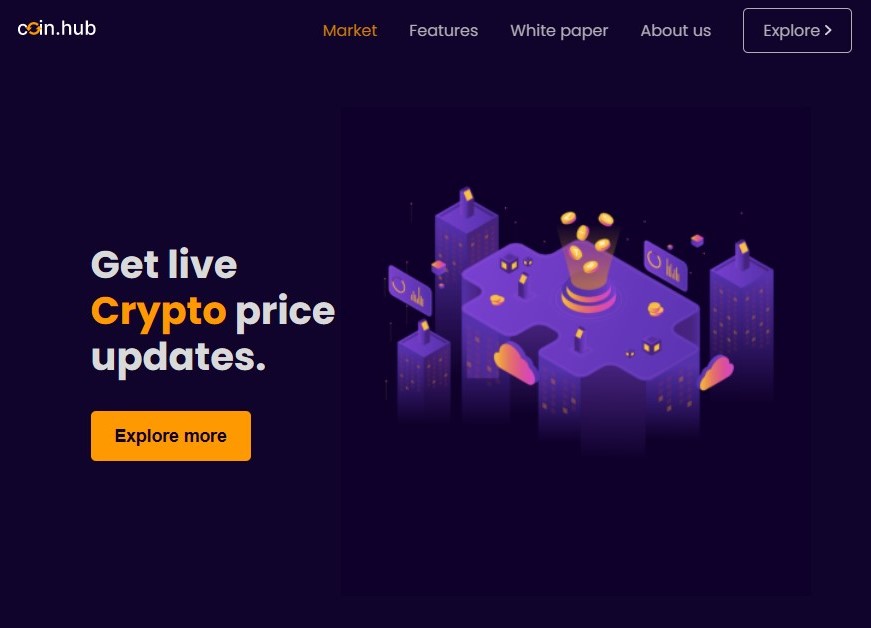 coin.hub
Market
Features
White paper
About us
Explore
Get live
Crypto price
updates.
Explore more